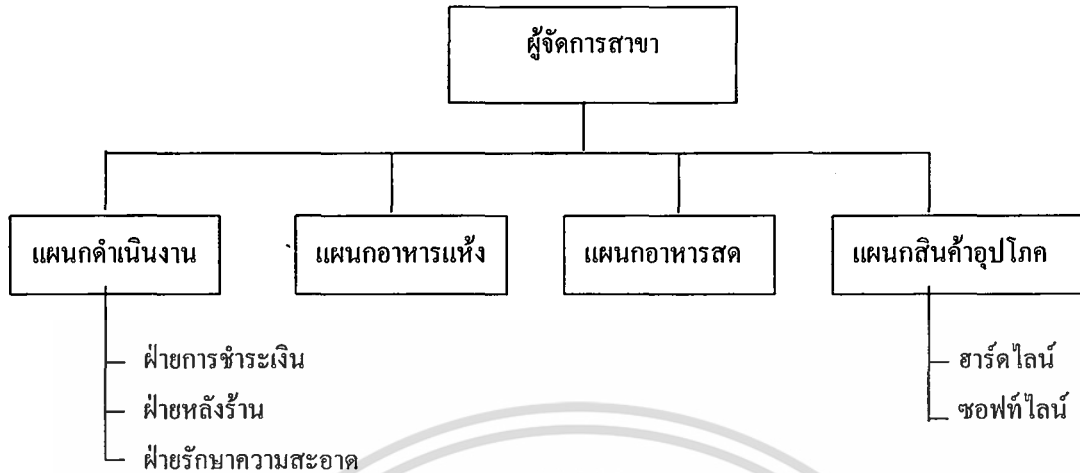 ผู้จัดการสาขา
แผนกดำเนินงาน
แผนกอาหารแห้ง
แผนกอาหารสด
แผนกสินค้าอุปโภค
ฝ่ายการชำระเงิน
ฝ่ายหลังร้าน
ฝ่ายรักษาความสะอาด
ฮาร์ดไลน์
ซอฟท์ไลน์